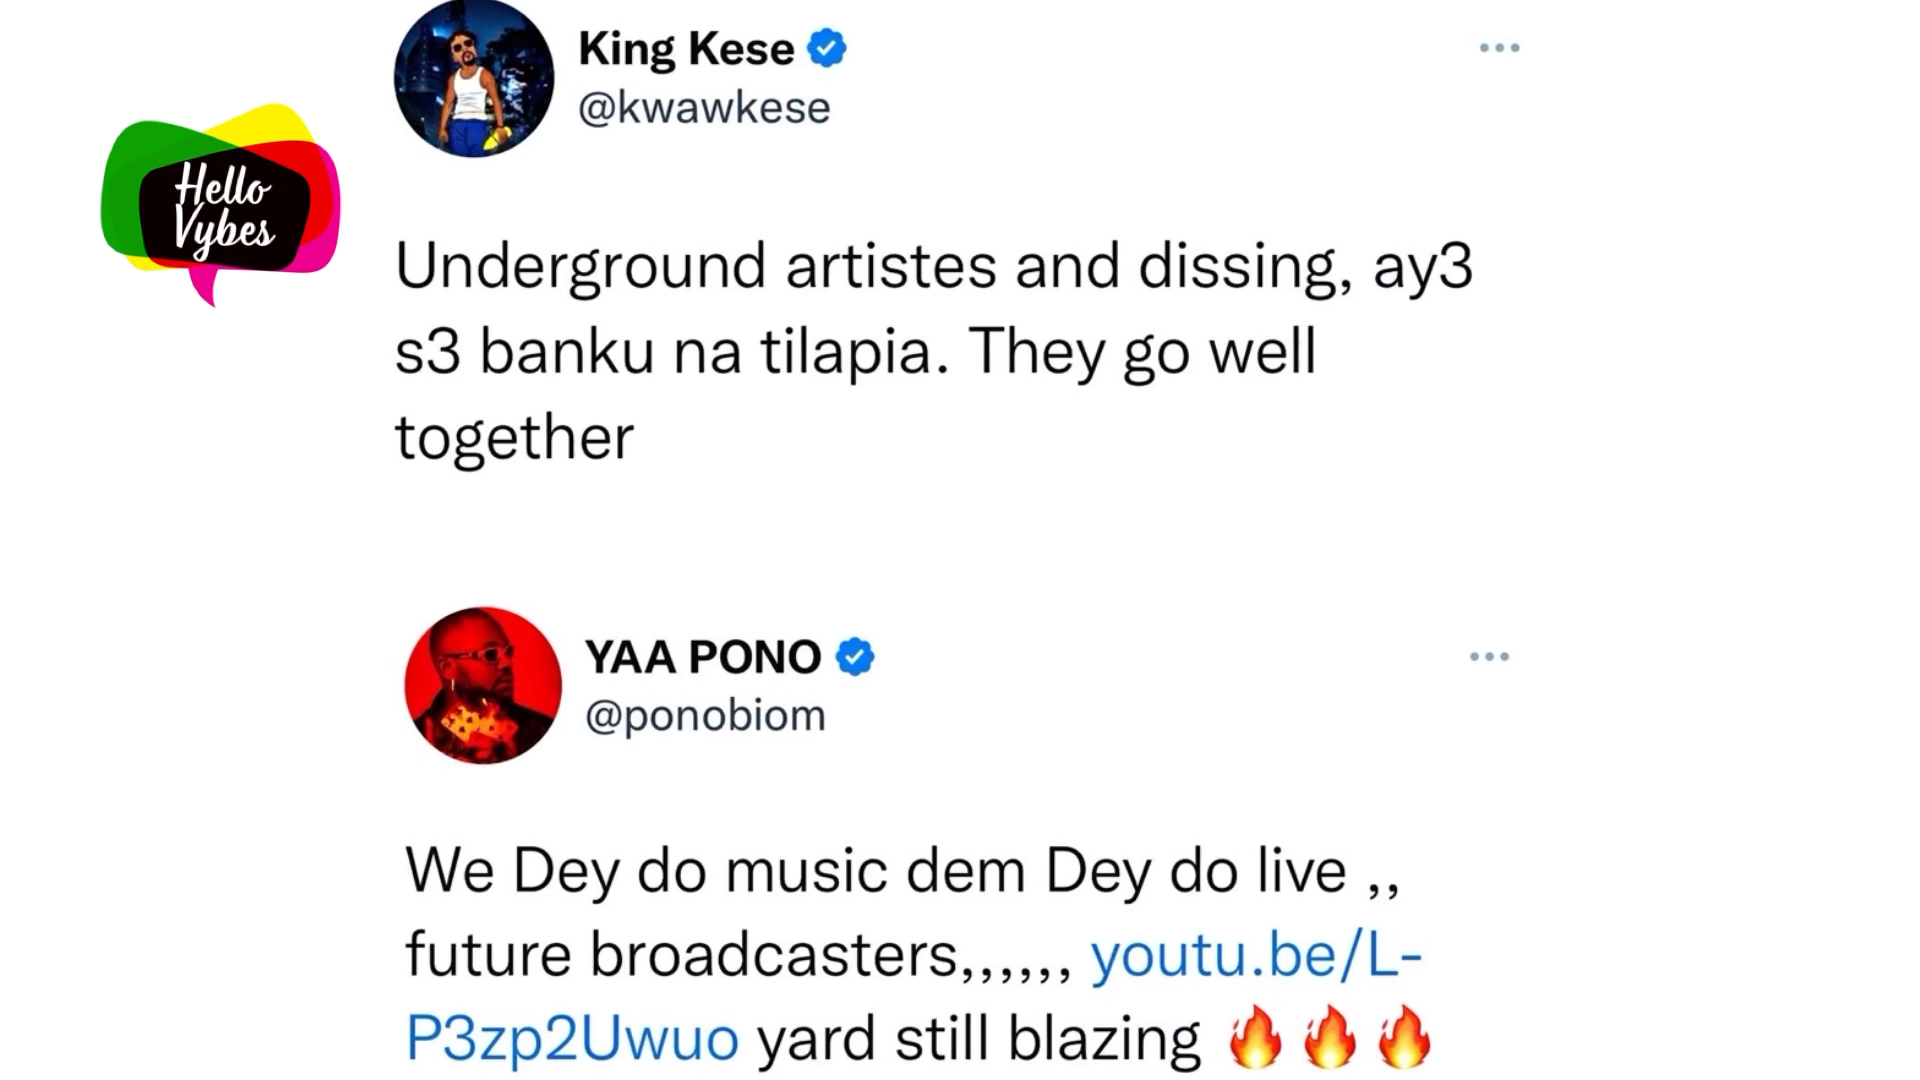 King Kese
@kwawkese
Hello
Vybes
Underground artistes and dissing, ay3
s3 banku na tilapia. They go well
together
YAA PONO
@ponobiom
We Dey do music dem Dey do live ,,
future broadcasters,,,,,, youtu.be/L-
P3zp2Uwuo yard still blazing 🔥🔥🔥